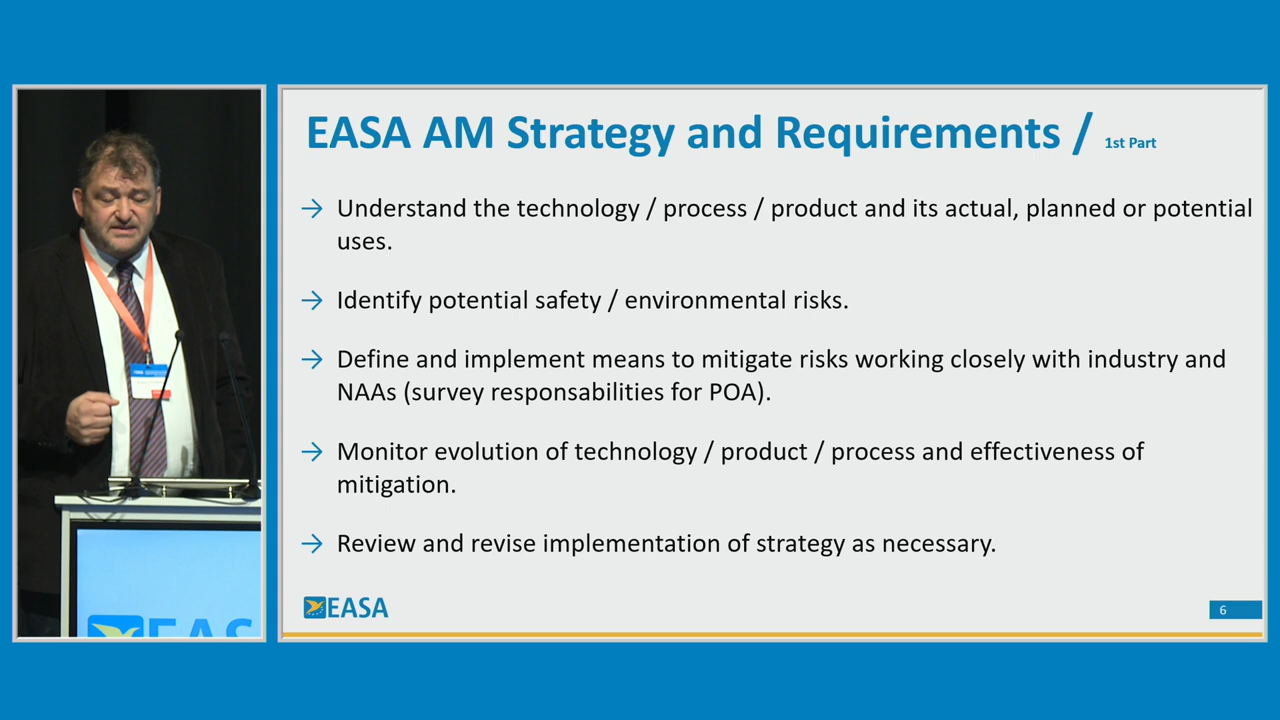 EASA AM Strategy and Requirements / 1st Part
→ Understand the technology / process / product and its actual, planned or potential
uses.
→ Identify potential safety / environmental risks.
→ Define and implement means to mitigate risks working closely with industry and
NAAs (survey responsabilities for POA).
→ Monitor evolution of technology / product / process and effectiveness of
mitigation.
→ Review and revise implementation of strategy as necessary.
EASA
6
EAS